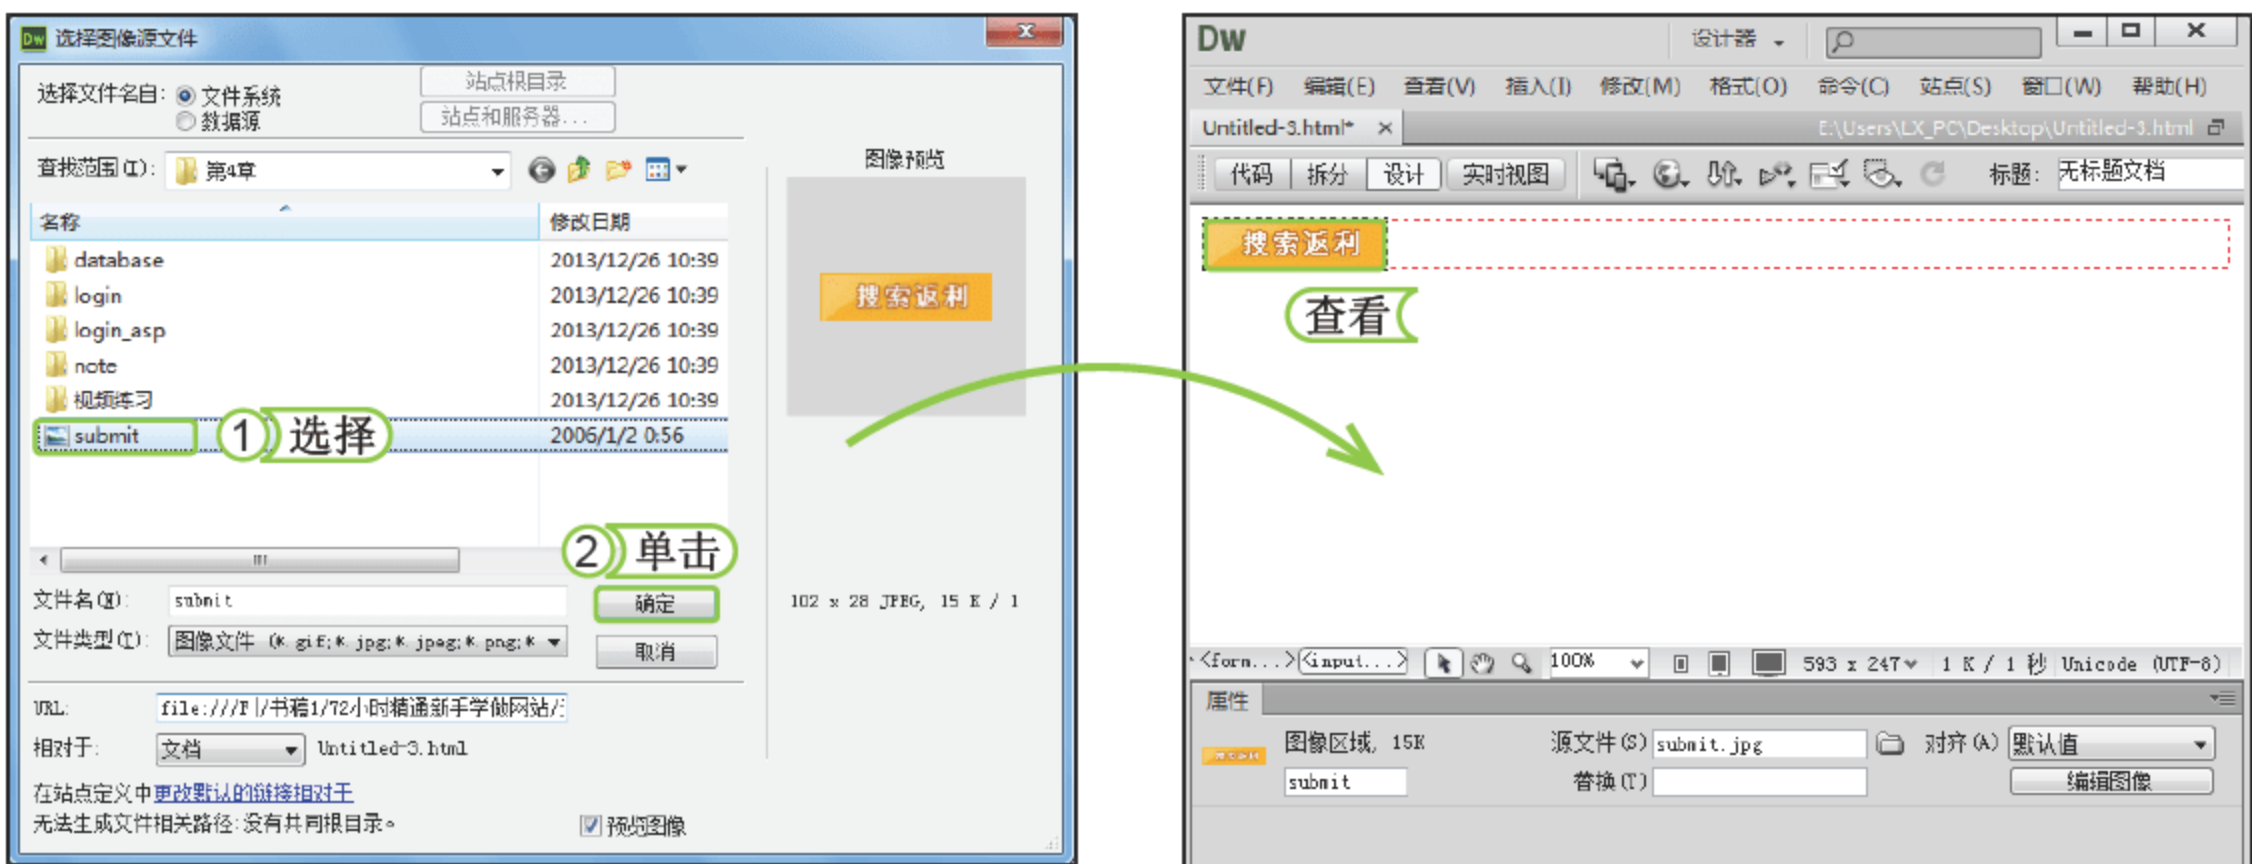 Dw 选择图像源文件
选择文件名自: 文件系统
数据源
站点根目录
站点和服务器...
查找范围(I): 第4章
名称 修改日期
database 2013/12/26 10:39
login 2013/12/26 10:39
login_asp 2013/12/26 10:39
note 2013/12/26 10:39
视频练习 2013/12/26 10:39
submit 2006/1/2 0:56
1 选择
2 单击
文件名(N): submit
确定
文件类型(T): 图像文件 (*.gif;*.jpg;*.jpeg;*.png;*
取消
URL: file:///F|/书稿1/72小时精通新手学做网站/
相对于: 文档 Untitled-3.html
在站点定义中更改默认的链接相对于
无法生成文件相关路径:没有共同根目录。
预览图像
图像预览
搜索返利
102 x 28 JPEG, 15 K / 1
Dw 设计器
文件(F) 编辑(E) 查看(V) 插入(I) 修改(M) 格式(O) 命令(C) 站点(S) 窗口(W) 帮助(H)
Untitled-3.html* × E:\Users\LX_PC\Desktop\Untitled-3.html
代码 拆分 设计 实时视图 标题: 无标题文档
搜索返利
查看
<form...> <input...> 100% 593 x 247 1 K / 1 秒 Unicode (UTF-8)
属性
图像区域, 15K 源文件(S) submit.jpg 对齐(A) 默认值
submit 替换(T) 编辑图像